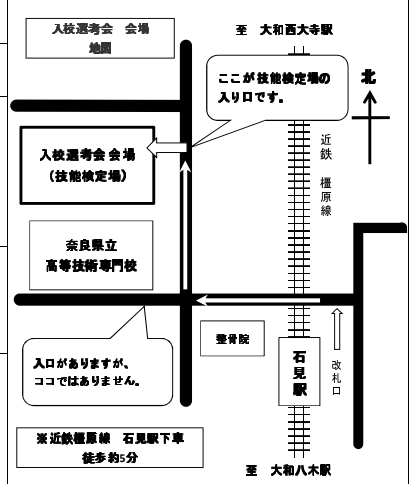 入校選考会 会場
地図
至 大和西大寺駅
ここが技能検定場の
入り口です。
北
入校選考会会場
(技能検定場)
近鉄 橿原線
奈良県立
高等技術専門校
整骨院
石見駅
改札口
入口がありますが、
ココではありません。
※近鉄橿原線 石見駅下車
徒歩約5分
至 大和八木駅